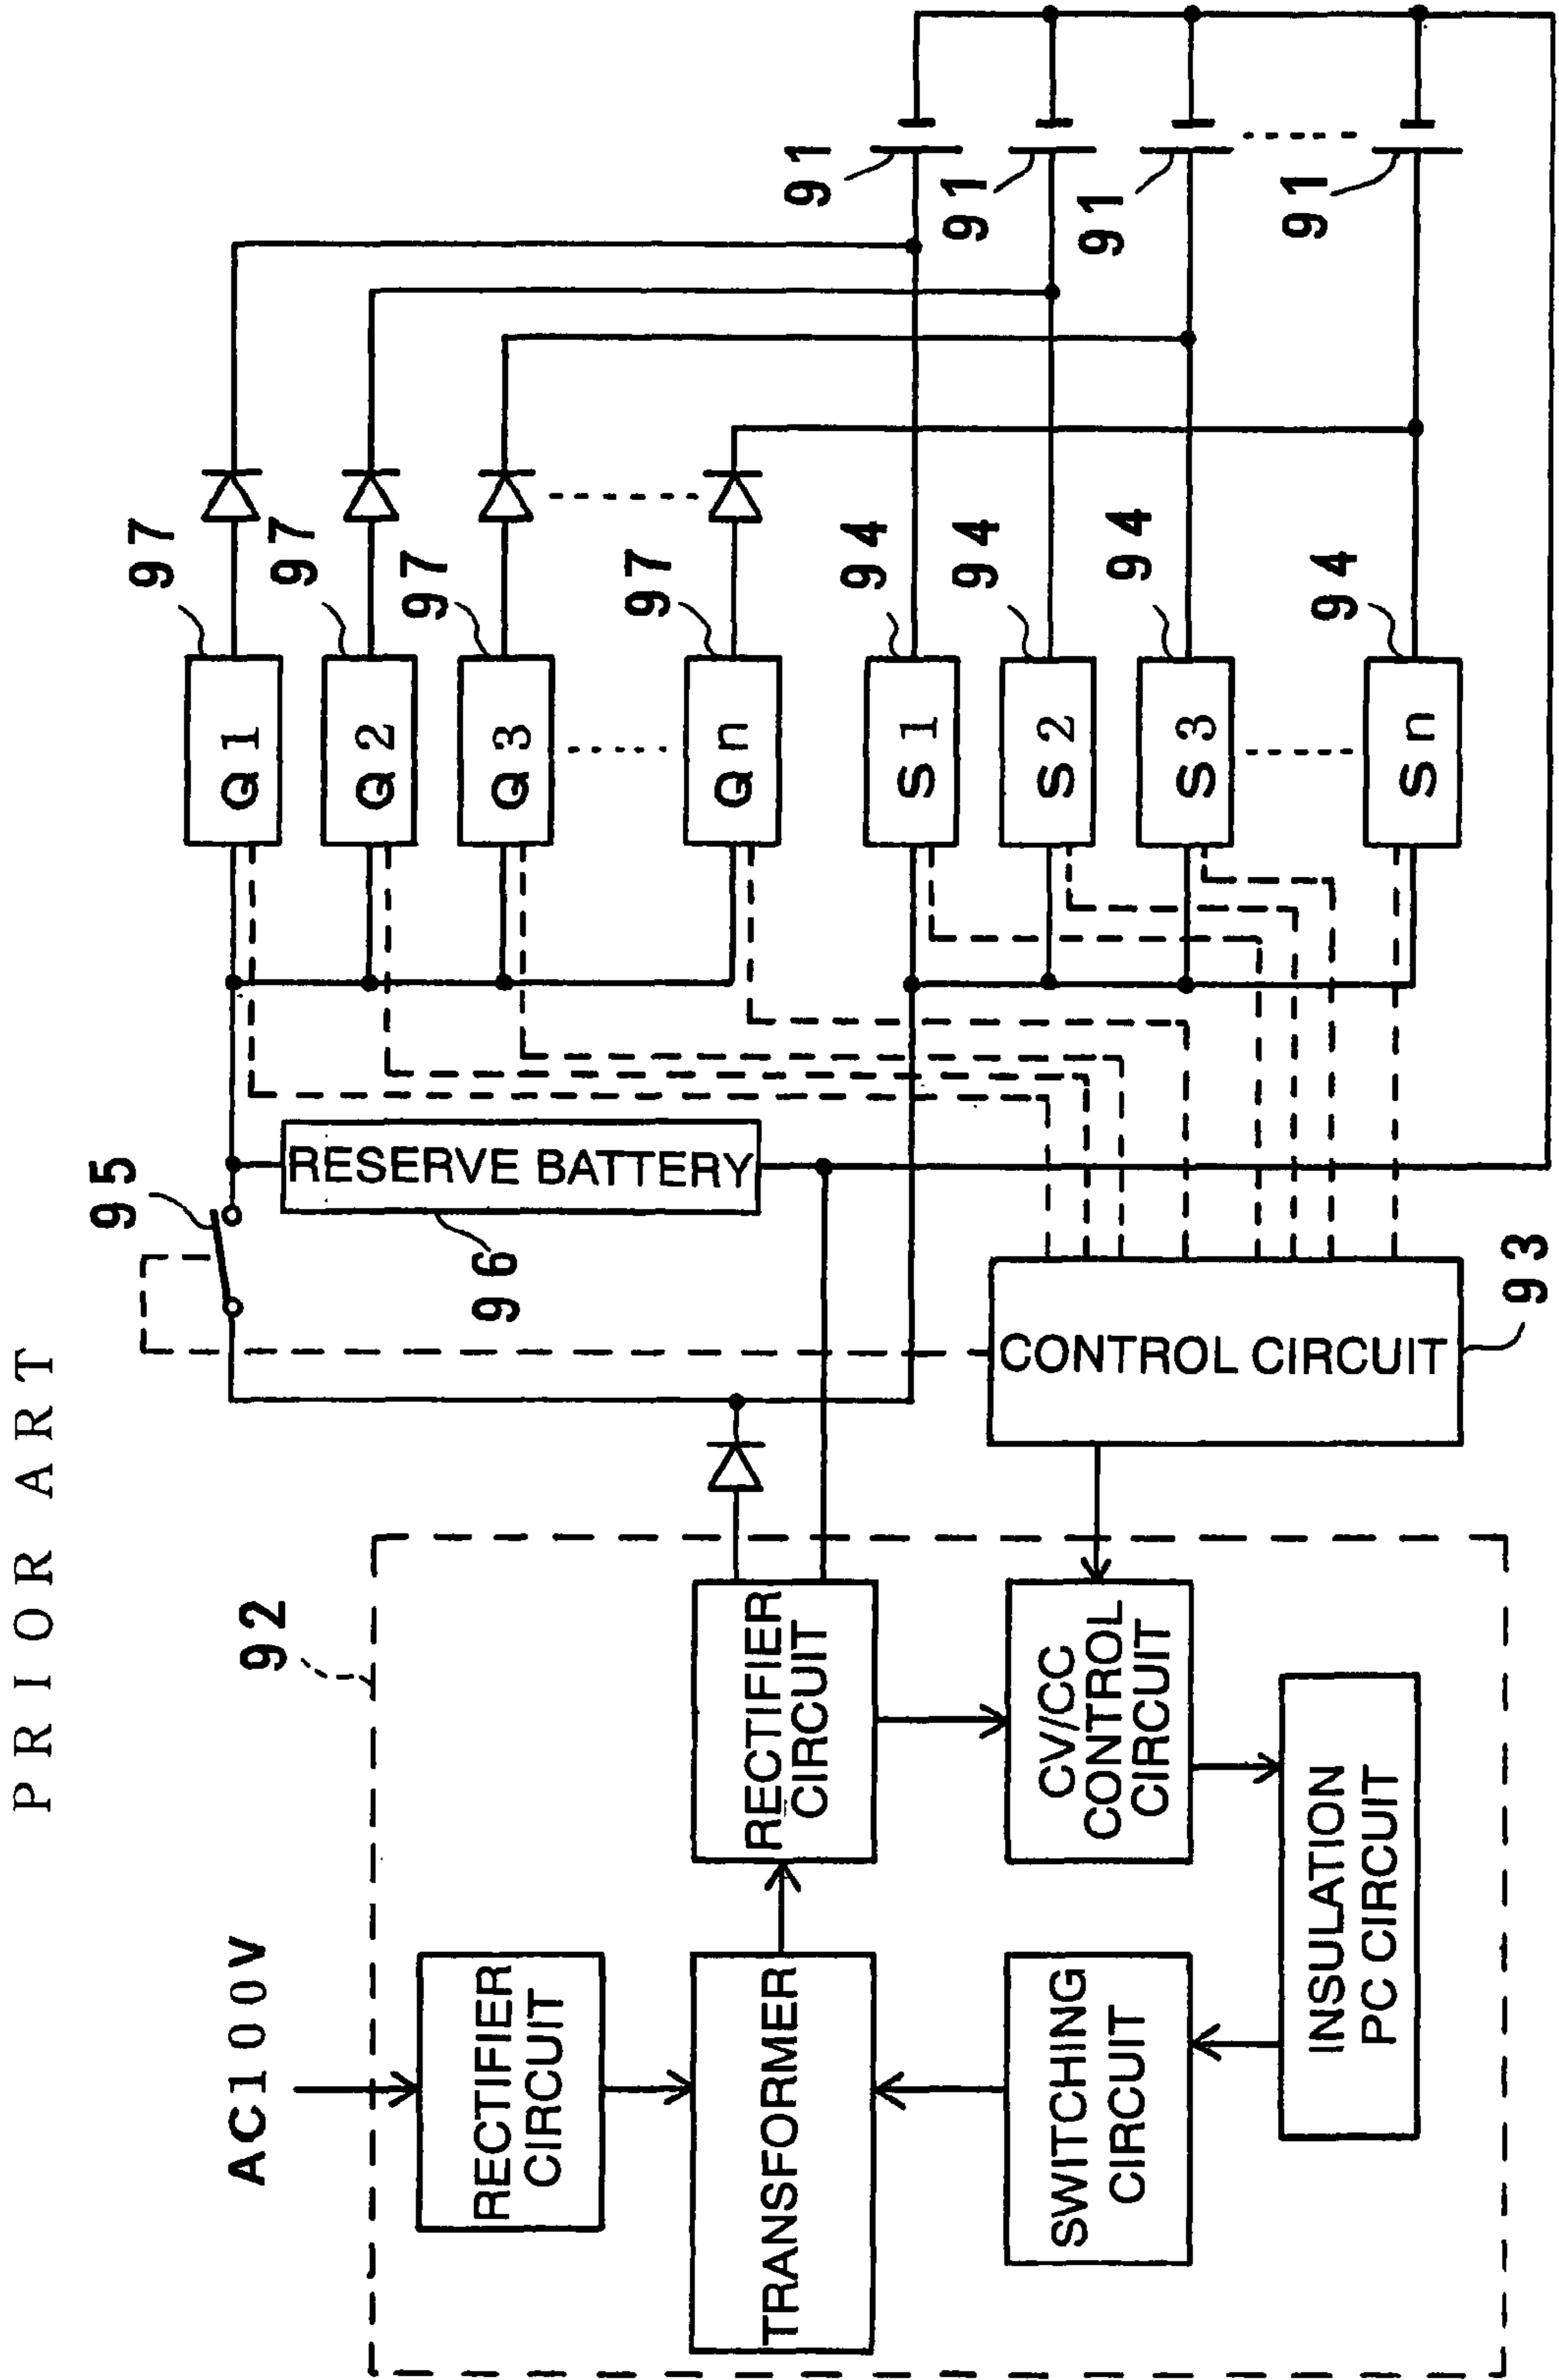 PRIOR ART
AC100V
92
RECTIFIER
CIRCUIT
TRANSFORMER
SWITCHING
CIRCUIT
RECTIFIER
CIRCUIT
CV/CC
CONTROL
CIRCUIT
INSULATION
PC CIRCUIT
95
RESERVE BATTERY
96
CONTROL CIRCUIT
93
Q1
97
Q2
97
Q3
97
Qn
97
S1
94
S2
94
S3
94
Sn
94
91
91
91
91